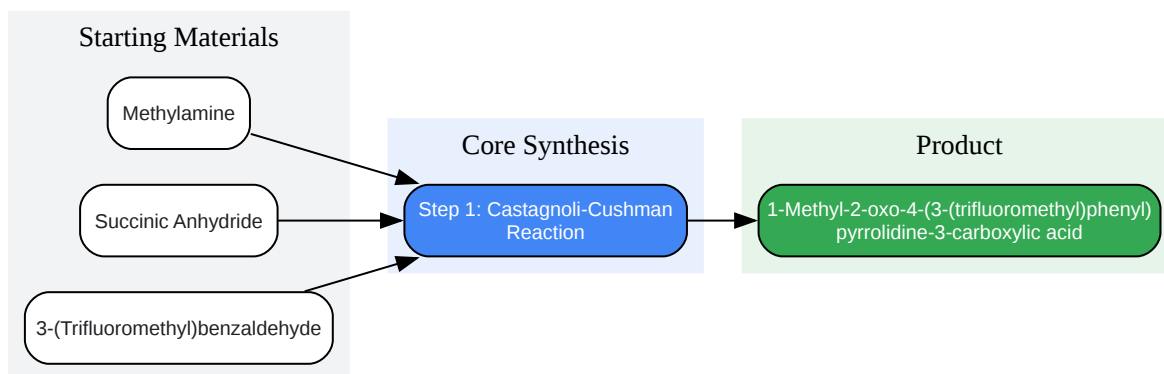 Starting Materials
Methylamine
Succinic Anhydride
3-(Trifluoromethyl)benzaldehyde
Core Synthesis
Step 1: Castagnoli-Cushman
Reaction
Product
1-Methyl-2-oxo-4-(3-(trifluoromethyl)phenyl)
pyrrolidine-3-carboxylic acid